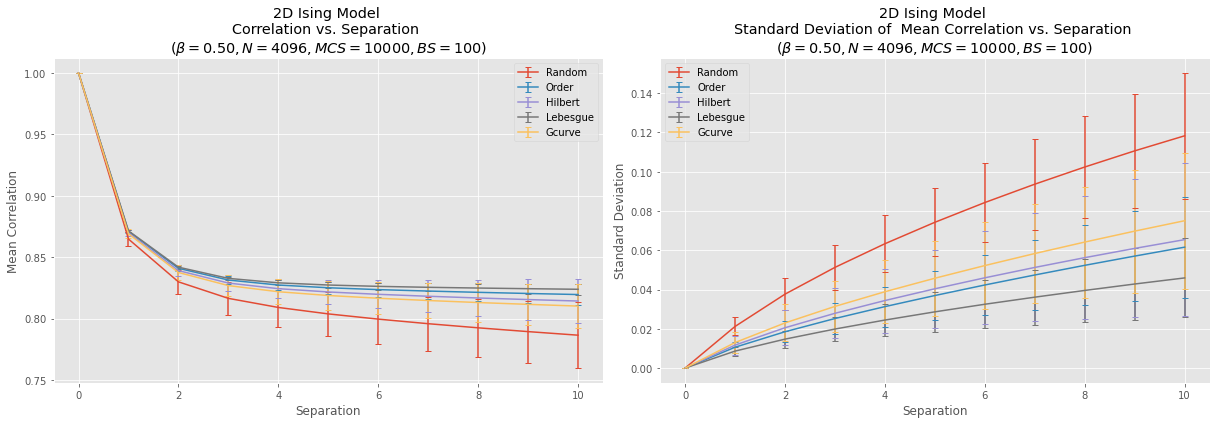 2D Ising Model
Correlation vs. Separation
(β = 0.50, N = 4096, MCS = 10000, BS = 100)
Mean Correlation
1.00
0.95
0.90
0.85
0.80
0.75
Random
Order
Hilbert
Lebesgue
Gcurve
0 2 4 6 8 10
Separation
2D Ising Model
Standard Deviation of  Mean Correlation vs. Separation
(β = 0.50, N = 4096, MCS = 10000, BS = 100)
Standard Deviation
0.14
0.12
0.10
0.08
0.06
0.04
0.02
0.00
Random
Order
Hilbert
Lebesgue
Gcurve
0 2 4 6 8 10
Separation